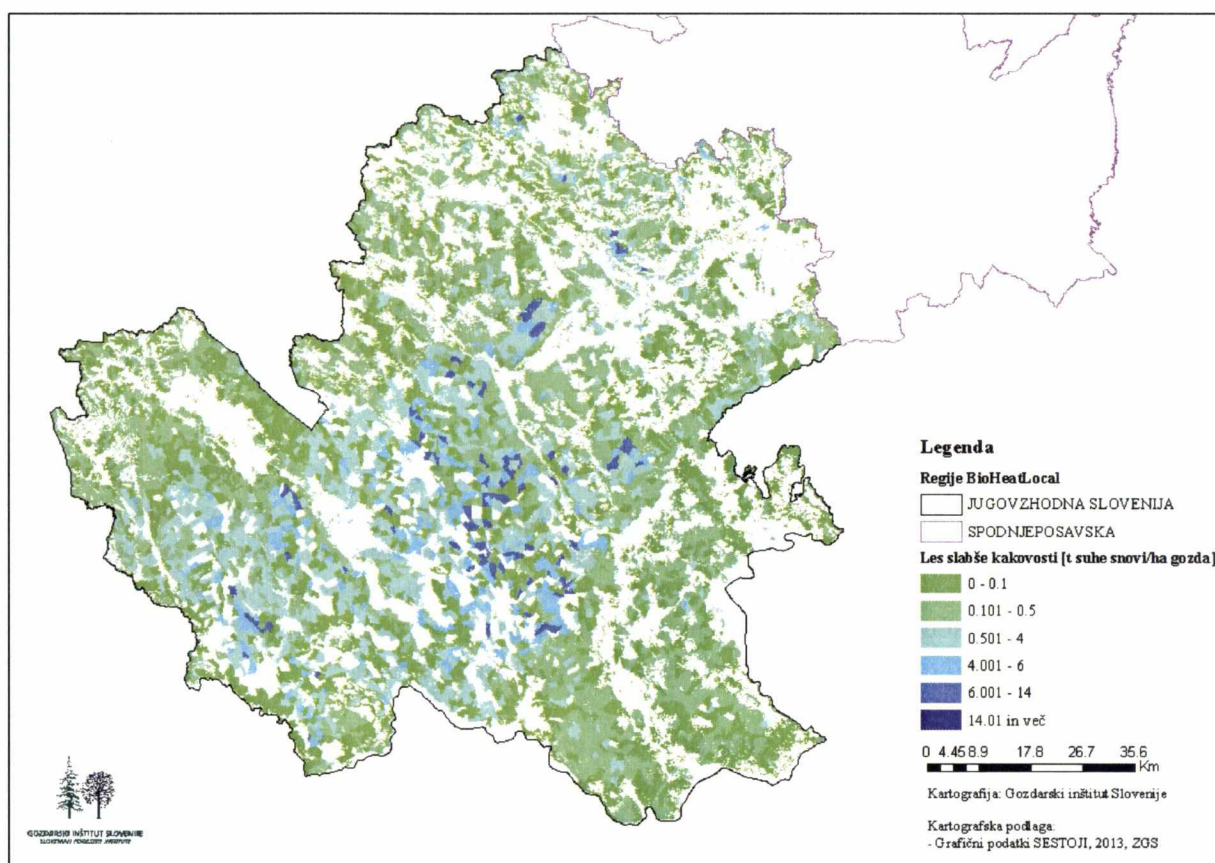 Legenda
Regije BioHeatLocal
JUGOVZHODNA SLOVENIJA
SPODNJEPOSAVSKA
Les slabše kakovosti [t suhe snovi/ha gozda]
0 - 0.1
0.101 - 0.5
0.501 - 4
4.001 - 6
6.001 - 14
14.01 in več
0 4.45 8.9 17.8 26.7 35.6
Km
Kartografija: Gozdarski inštitut Slovenije
Kartografska podlaga:
- Grafični podatki SESTOJI, 2013, ZGS
GOZDARSKI INŠTITUT SLOVENIJE
SLOVENIAN FORESTRY INSTITUTE